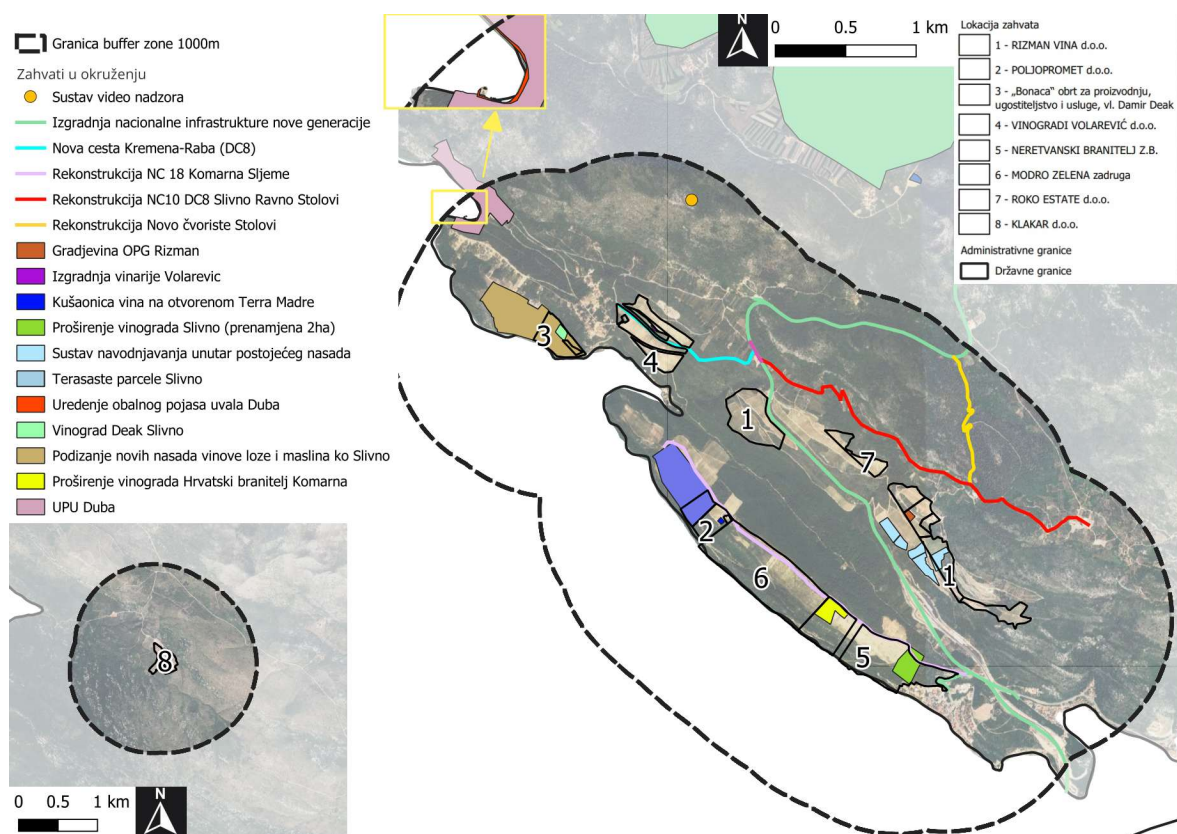 Granica buffer zone 1000m
Zahvati u okruženju
Sustav video nadzora
Izgradnja nacionalne infrastrukture nove generacije
Nova cesta Kremena-Raba (DC8)
Rekonstrukcija NC 18 Komarna Sljeme
Rekonstrukcija NC10 DC8 Slivno Ravno Stolovi
Rekonstrukcija Novo čvoriste Stolovi
Gradjevina OPG Rizman
Izgradnja vinarije Volarevic
Kušaonica vina na otvorenom Terra Madre
Proširenje vinograda Slivno (prenamjena 2ha)
Sustav navodnjavanja unutar postojećeg nasada
Terasaste parcele Slivno
Uredenje obalnog pojasa uvala Duba
Vinograd Deak Slivno
Podizanje novih nasada vinove loze i maslina ko Slivno
Proširenje vinograda Hrvatski branitelj Komarna
UPU Duba
N
0 0.5 1 km
Lokacija zahvata
1 - RIZMAN VINA d.o.o.
2 - POLJOPROMET d.o.o.
3 - „Bonaca" obrt za proizvodnju,
ugostiteljstvo i usluge, vl. Damir Deak
4 - VINOGRADI VOLAREVIĆ d.o.o.
5 - NERETVANSKI BRANITELJ Z.B.
6 - MODRO ZELENA zadruga
7 - ROKO ESTATE d.o.o.
8 - KLAKAR d.o.o.
Administrativne granice
Državne granice
3
4
1
7
2
6
1
5
8
0 0.5 1 km
N